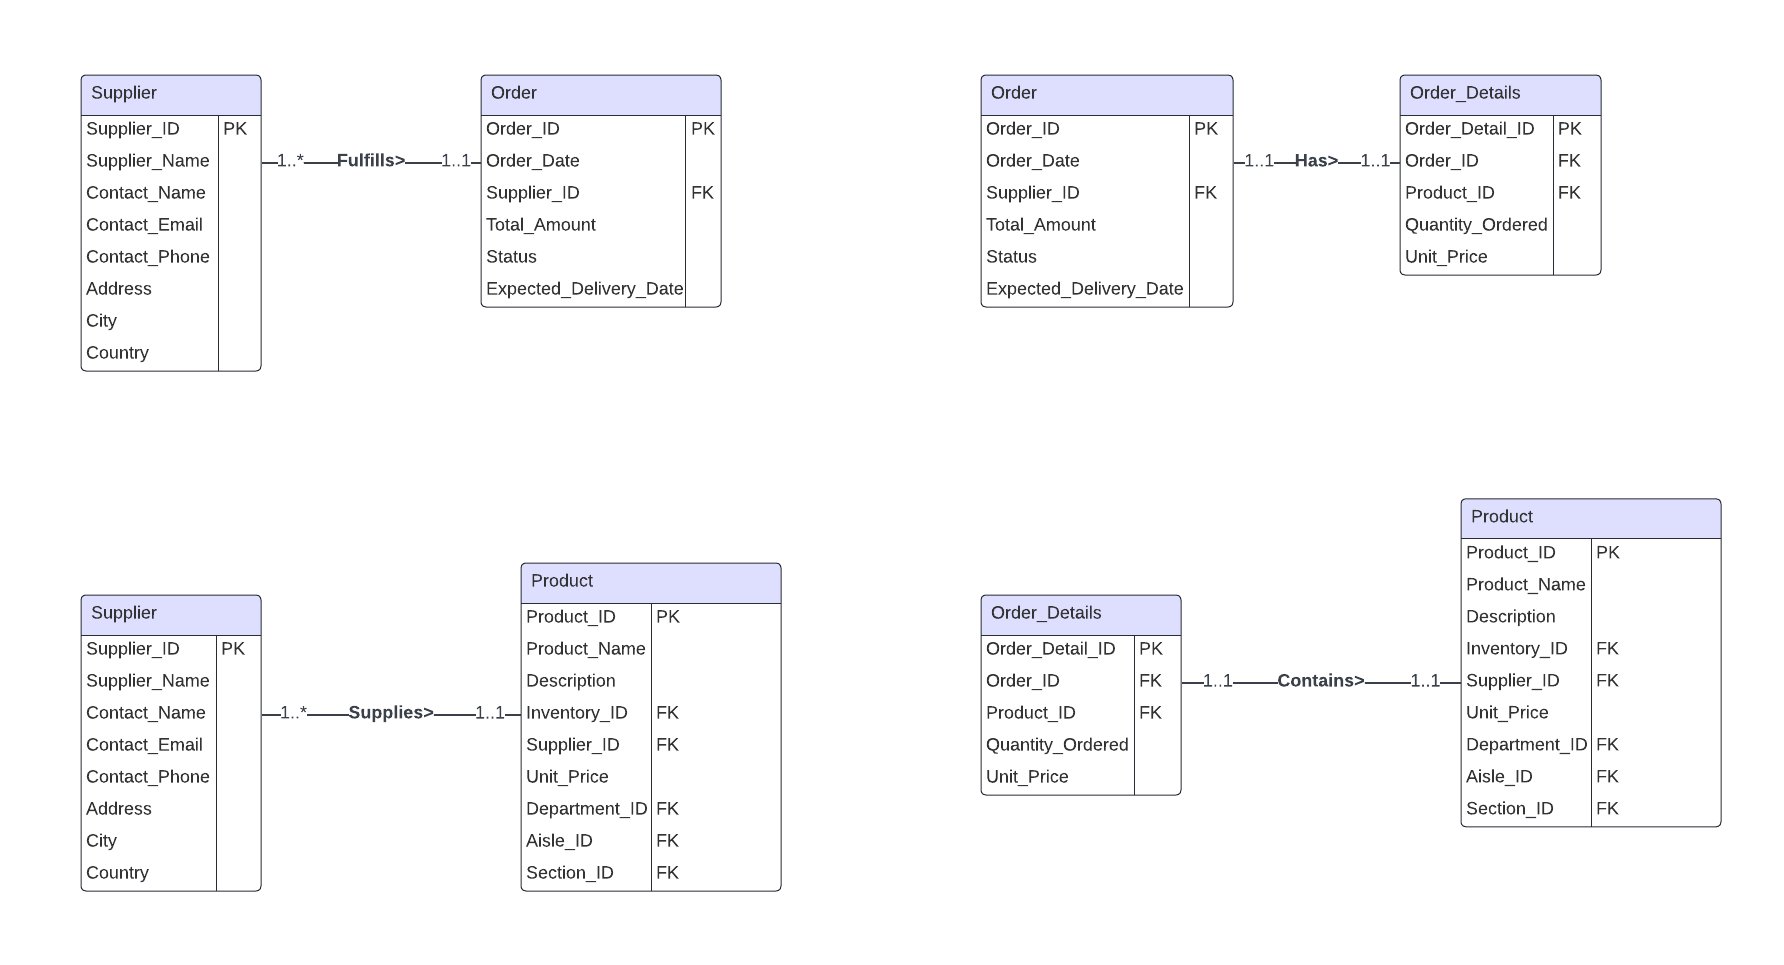 Supplier
Supplier_ID PK
Supplier_Name
Contact_Name
Contact_Email
Contact_Phone
Address
City
Country
1..* Fulfills> 1..1
Order
Order_ID PK
Order_Date
Supplier_ID FK
Total_Amount
Status
Expected_Delivery_Date
Order
Order_ID PK
Order_Date
Supplier_ID FK
Total_Amount
Status
Expected_Delivery_Date
1..1 Has> 1..1
Order_Details
Order_Detail_ID PK
Order_ID FK
Product_ID FK
Quantity_Ordered
Unit_Price
Supplier
Supplier_ID PK
Supplier_Name
Contact_Name
Contact_Email
Contact_Phone
Address
City
Country
1..* Supplies> 1..1
Product
Product_ID PK
Product_Name
Description
Inventory_ID FK
Supplier_ID FK
Unit_Price
Department_ID FK
Aisle_ID FK
Section_ID FK
Order_Details
Order_Detail_ID PK
Order_ID FK
Product_ID FK
Quantity_Ordered
Unit_Price
1..1 Contains> 1..1
Product
Product_ID PK
Product_Name
Description
Inventory_ID FK
Supplier_ID FK
Unit_Price
Department_ID FK
Aisle_ID FK
Section_ID FK